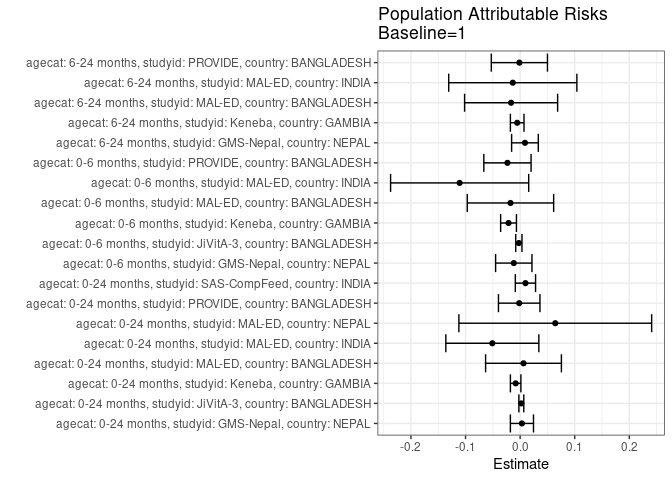 Population Attributable Risks
Baseline=1
agecat: 6-24 months, studyid: PROVIDE, country: BANGLADESH
agecat: 6-24 months, studyid: MAL-ED, country: INDIA
agecat: 6-24 months, studyid: MAL-ED, country: BANGLADESH
agecat: 6-24 months, studyid: Keneba, country: GAMBIA
agecat: 6-24 months, studyid: GMS-Nepal, country: NEPAL
agecat: 0-6 months, studyid: PROVIDE, country: BANGLADESH
agecat: 0-6 months, studyid: MAL-ED, country: INDIA
agecat: 0-6 months, studyid: MAL-ED, country: BANGLADESH
agecat: 0-6 months, studyid: Keneba, country: GAMBIA
agecat: 0-6 months, studyid: JiVitA-3, country: BANGLADESH
agecat: 0-6 months, studyid: GMS-Nepal, country: NEPAL
agecat: 0-24 months, studyid: SAS-CompFeed, country: INDIA
agecat: 0-24 months, studyid: PROVIDE, country: BANGLADESH
agecat: 0-24 months, studyid: MAL-ED, country: NEPAL
agecat: 0-24 months, studyid: MAL-ED, country: INDIA
agecat: 0-24 months, studyid: MAL-ED, country: BANGLADESH
agecat: 0-24 months, studyid: Keneba, country: GAMBIA
agecat: 0-24 months, studyid: JiVitA-3, country: BANGLADESH
agecat: 0-24 months, studyid: GMS-Nepal, country: NEPAL
-0.2 -0.1 0.0 0.1 0.2
Estimate